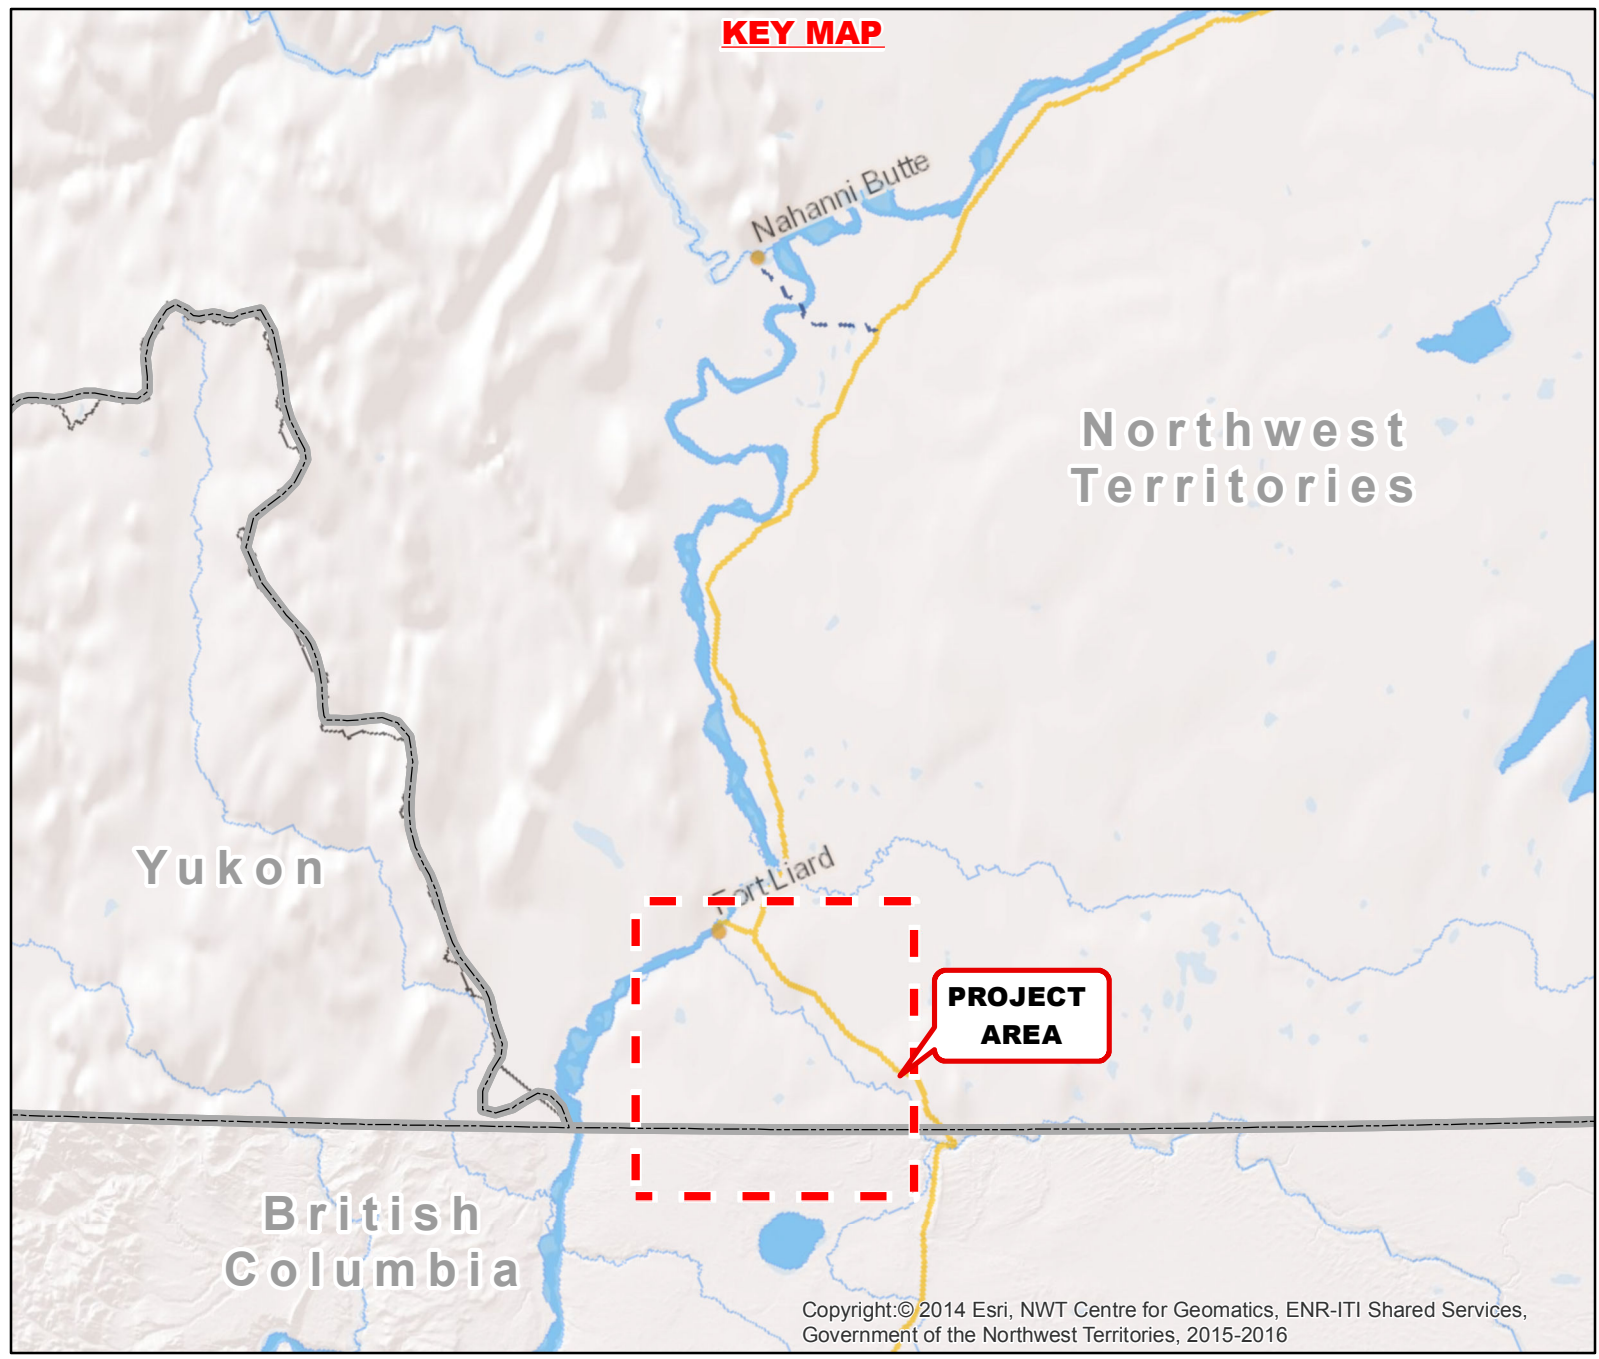 KEY MAP
Nahanni Butte
Northwest
Territories
Yukon
Fort Liard
PROJECT
AREA
British
Columbia
Copyright:© 2014 Esri, NWT Centre for Geomatics, ENR-ITI Shared Services,
Government of the Northwest Territories, 2015-2016